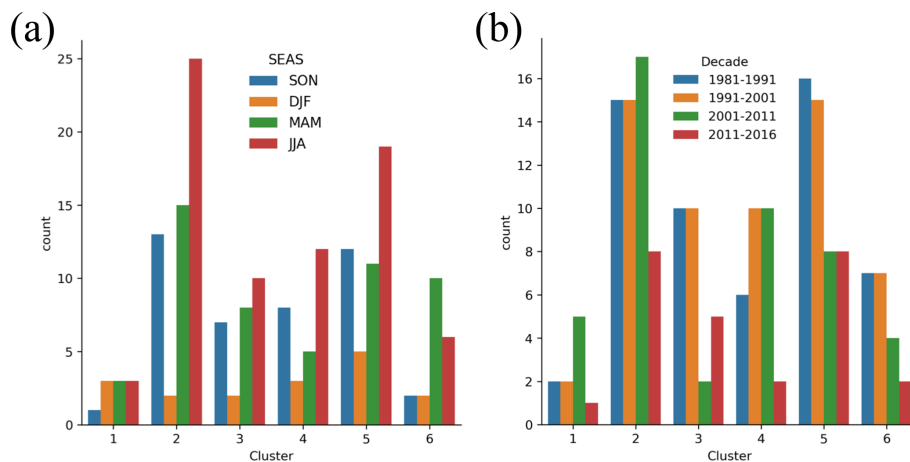 (a)
SEAS
SON
DJF
MAM
JJA
25
20
15
10
5
0
count
1 2 3 4 5 6
Cluster
(b)
Decade
1981-1991
1991-2001
2001-2011
2011-2016
16
14
12
10
8
6
4
2
0
count
1 2 3 4 5 6
Cluster